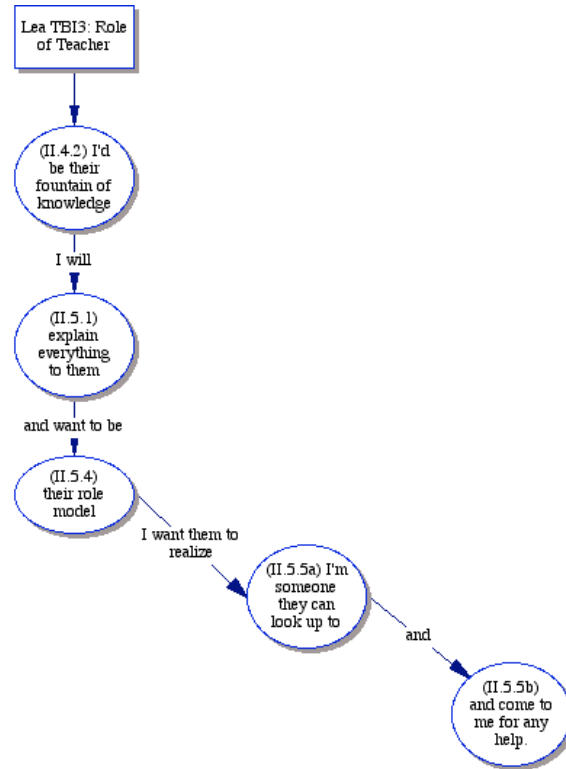 Lea TBI3: Role
of Teacher
(II.4.2) I'd
be their
fountain of
knowledge
I will
(II.5.1)
explain
everything
to them
and want to be
(II.5.4)
their role
model
I want them to
realize
(II.5.5a) I'm
someone
they can
look up to
and
(II.5.5b)
and come to
me for any
help.